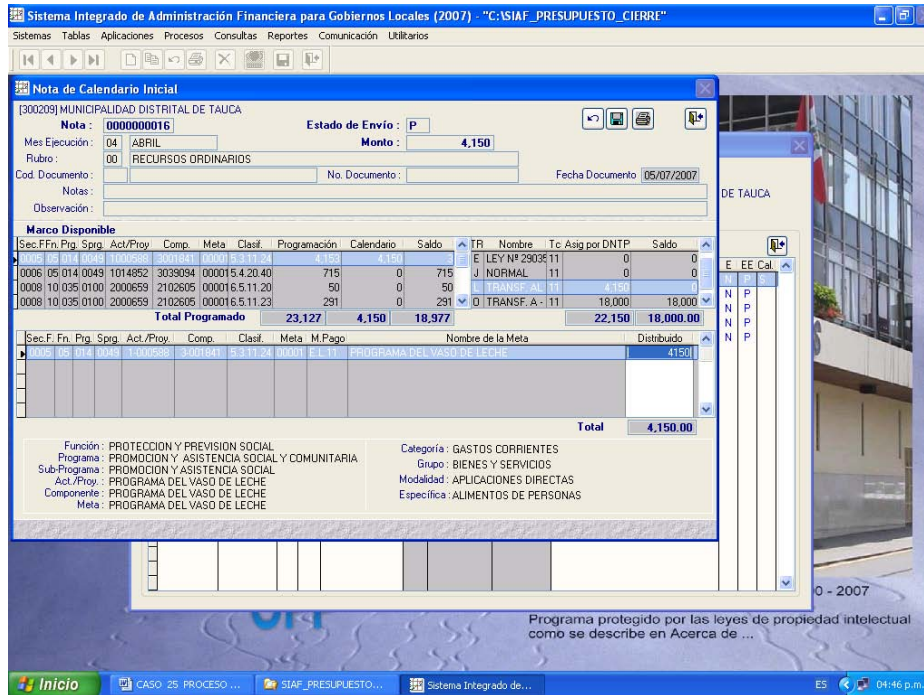 Sistema Integrado de Administración Financiera para Gobiernos Locales (2007) - "C:\SIAF_PRESUPUESTO_CIERRE"
Sistemas Tablas Aplicaciones Procesos Consultas Reportes Comunicación Utilitarios
Nota de Calendario Inicial
[300209] MUNICIPALIDAD DISTRITAL DE TAUCA
Nota : 0000000016 Estado de Envío : P
Mes Ejecución : 04 ABRIL Monto : 4,150
Rubro : 00 RECURSOS ORDINARIOS
Cod. Documento : No. Documento : Fecha Documento 05/07/2007
Notas :
DE TAUCA
Observación :
Marco Disponible
Sec.F Fn. Prg. Sprg. Act/Proy Comp. Meta Clasif. Programación Calendario Saldo TR Nombre Tc Asig por DNTP Saldo
E EE Cal.
0005 05 014 0049 1000588 3001841 00001 5.3.11.24 4,153 4,150 3 E LEY Nº 29035 11 0 0
N P S
0006 05 014 0049 1014852 3039094 00001 5.4.20.40 715 0 715 J NORMAL 11 0 0
N P
0008 10 035 0100 2000659 2102605 00001 6.5.11.20 50 0 50 L TRANSF. AL 11 4,150 0
N P
0008 10 035 0100 2000659 2102605 00001 6.5.11.23 291 0 291 O TRANSF. A - 11 18,000 18,000
N P
Total Programado 23,127 4,150 18,977 22,150 18,000.00
N P
Sec.F. Fn. Prg. Sprg. Act./Proy. Comp. Clasif. Meta M.Pago Nombre de la Meta Distribuido
0005 05 014 0049 1-000588 3-001841 5.3.11.24 00001 E.L.11 PROGRAMA DEL VASO DE LECHE 4150
Total 4,150.00
Función : PROTECCION Y PREVISION SOCIAL
Programa : PROMOCION Y ASISTENCIA SOCIAL Y COMUNITARIA
Sub-Programa : PROMOCION Y ASISTENCIA SOCIAL
Act./Proy. : PROGRAMA DEL VASO DE LECHE
Componente : PROGRAMA DEL VASO DE LECHE
Meta : PROGRAMA DEL VASO DE LECHE
Categoría : GASTOS CORRIENTES
Grupo : BIENES Y SERVICIOS
Modalidad : APLICACIONES DIRECTAS
Específica : ALIMENTOS DE PERSONAS
0 - 2007
Programa protegido por las leyes de propiedad intelectual
como se describe en Acerca de ...
Inicio CASO 25 PROCESO ... SIAF_PRESUPUESTO... Sistema Integrado de... ES 04:46 p.m.